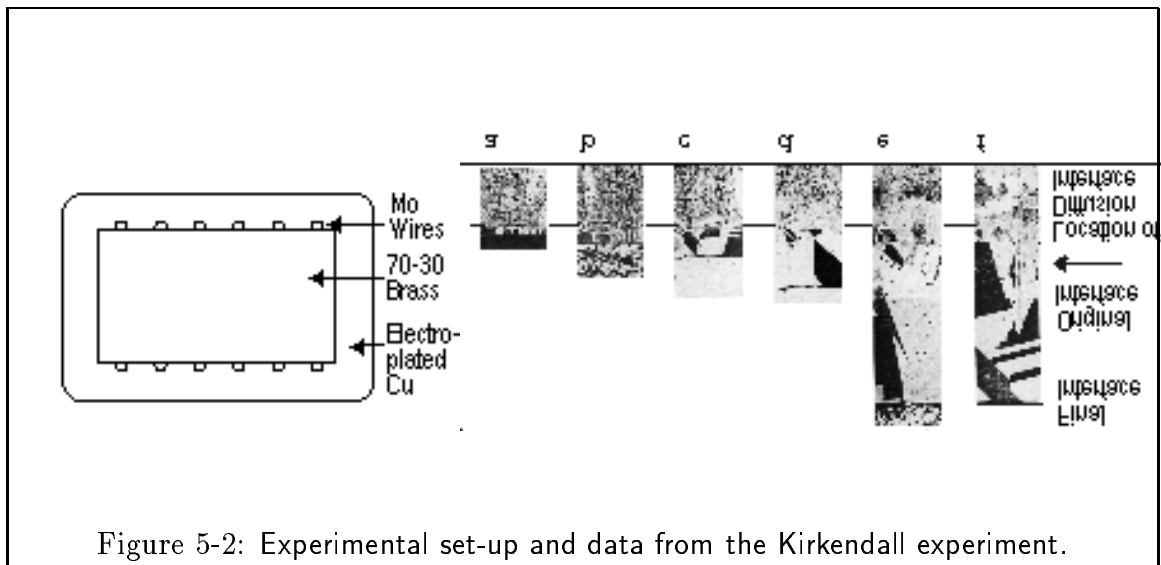 Mo
Wires
70-30
Brass
Electro-
plated
Cu
a b c d e f
Location of
Diffusion
Interface
Original
Interface
Final
Interface
Figure 5-2: Experimental set-up and data from the Kirkendall experiment.